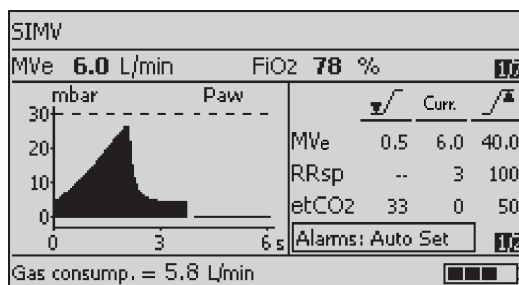 SIMV
MVe 6.0 L/min FiO2 78 % 1/2
mbar Paw
30
20
10
0
0 3 6 s
Curr.
MVe 0.5 6.0 40.0
RRsp -- 3 100
etCO2 33 0 50
Alarms: Auto Set 1/2
Gas consump. = 5.8 L/min